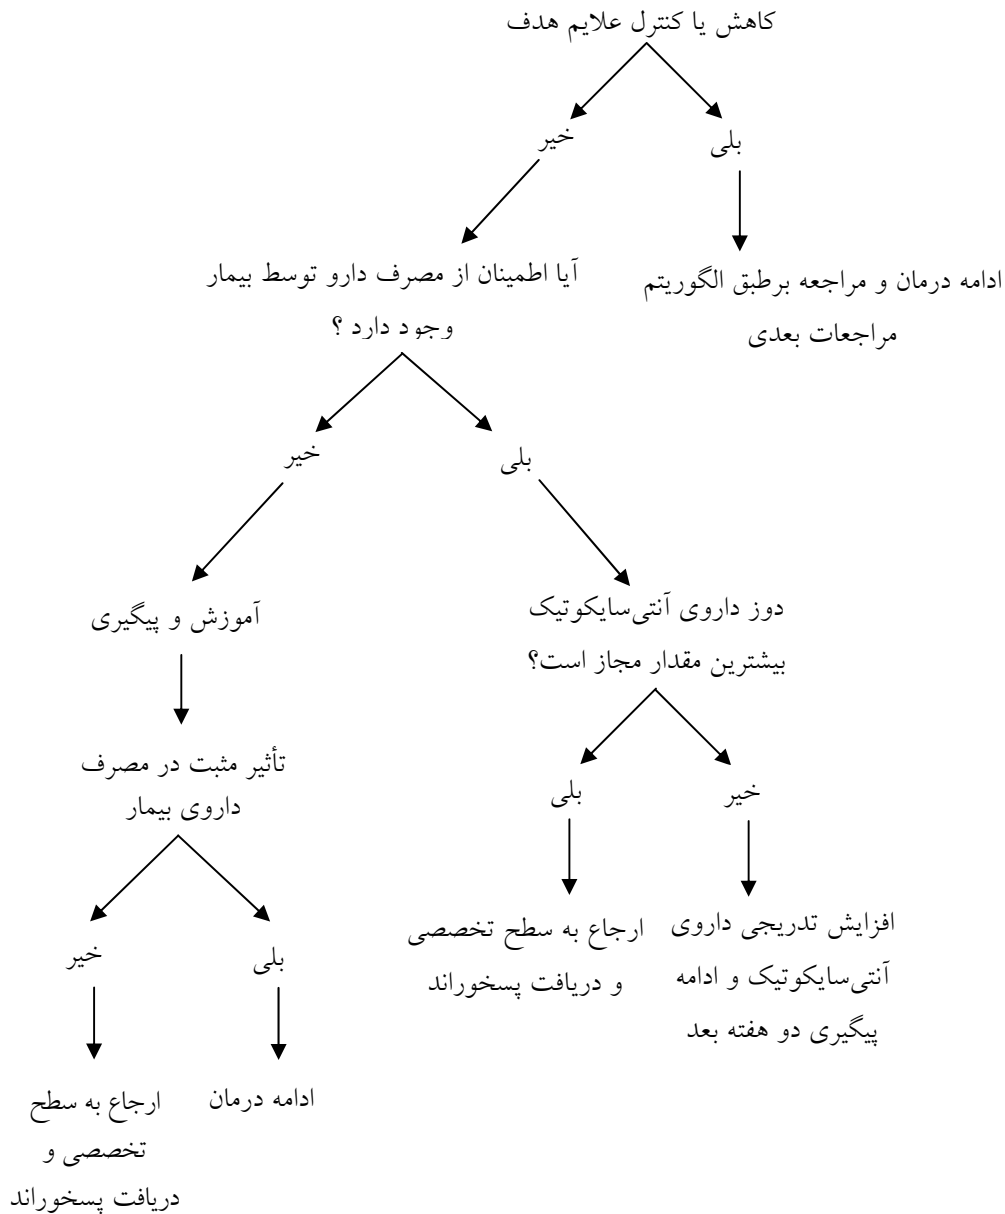 کاهش یا کنترل علایم هدف
بلی
خیر
ادامه درمان و مراجعه برطبق الگوریتم
مراجعات بعدی
آیا اطمینان از مصرف دارو توسط بیمار
وجود دارد ؟
بلی
خیر
دوز داروی آنتی‌سایکوتیک
بیشترین مقدار مجاز است؟
خیر
بلی
افزایش تدریجی داروی
آنتی‌سایکوتیک و ادامه
پیگیری دو هفته بعد
ارجاع به سطح تخصصی
و دریافت پسخوراند
آموزش و پیگیری
تأثیر مثبت در مصرف
داروی بیمار
بلی
خیر
ادامه درمان
ارجاع به سطح
تخصصی و
دریافت پسخوراند